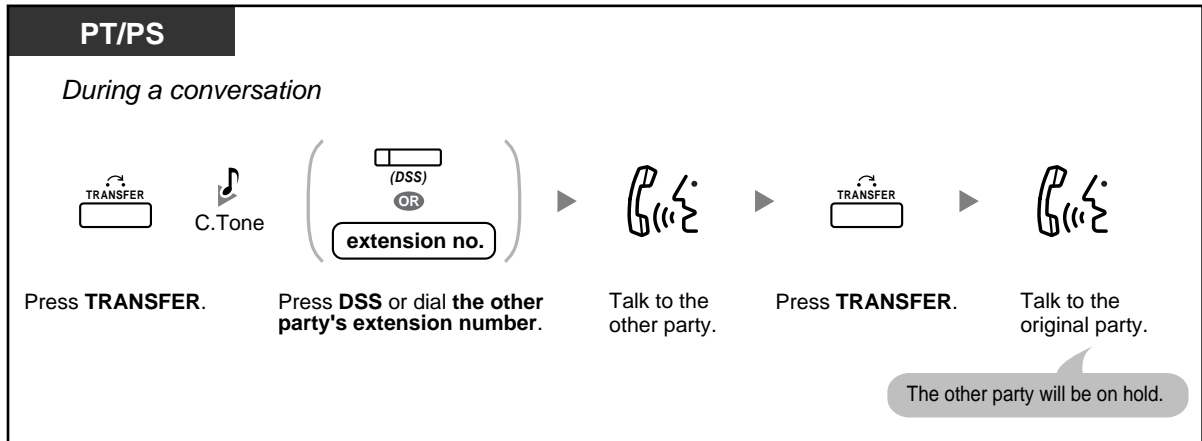 PT/PS
During a conversation
TRANSFER
C.Tone
(DSS)
OR
extension no.
TRANSFER
Press TRANSFER.
Press DSS or dial the other
party's extension number.
Talk to the
other party.
Press TRANSFER.
Talk to the
original party.
The other party will be on hold.